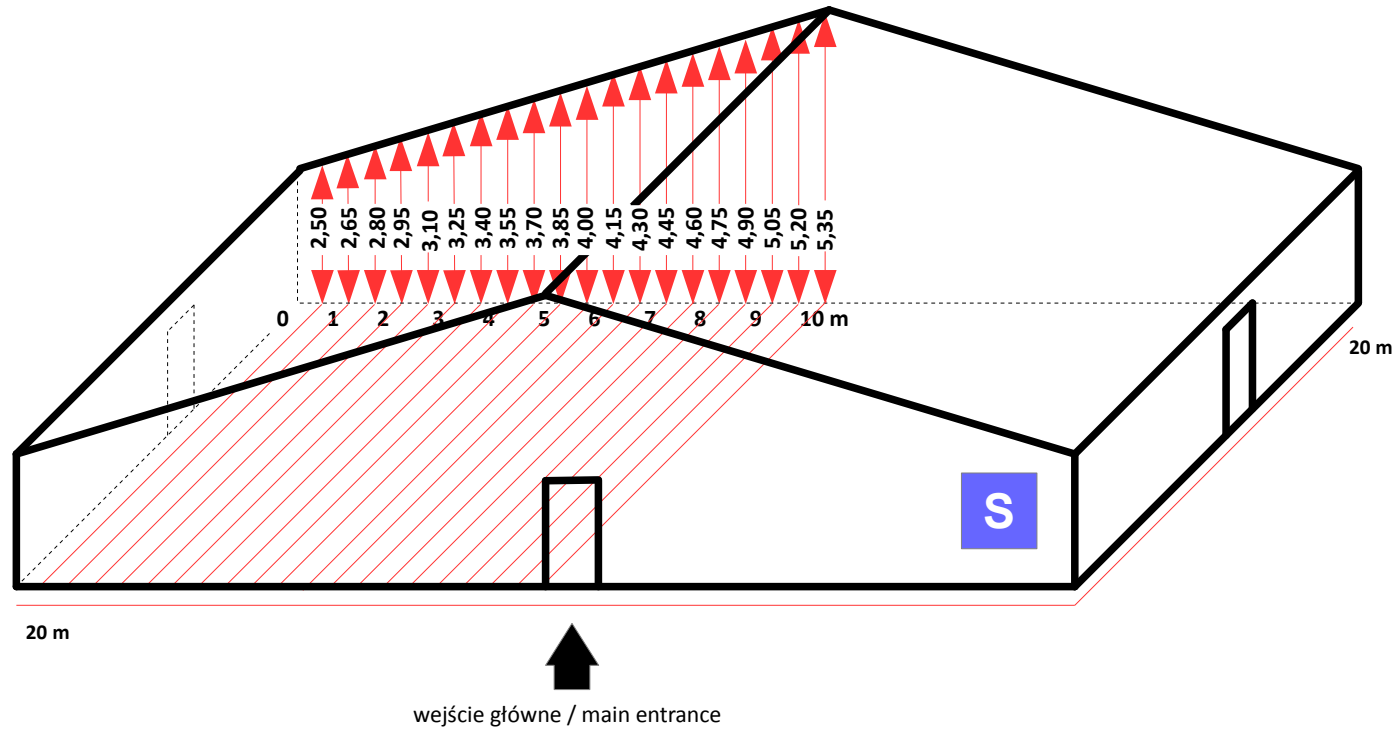 2,50 2,65 2,80 2,95 3,10 3,25 3,40 3,55 3,70 3,85 4,00 4,15 4,30 4,45 4,60 4,75 4,90 5,05 5,20 5,35
0 1 2 3 4 5 6 7 8 9 10 m
20 m
S
20 m
wejście główne / main entrance